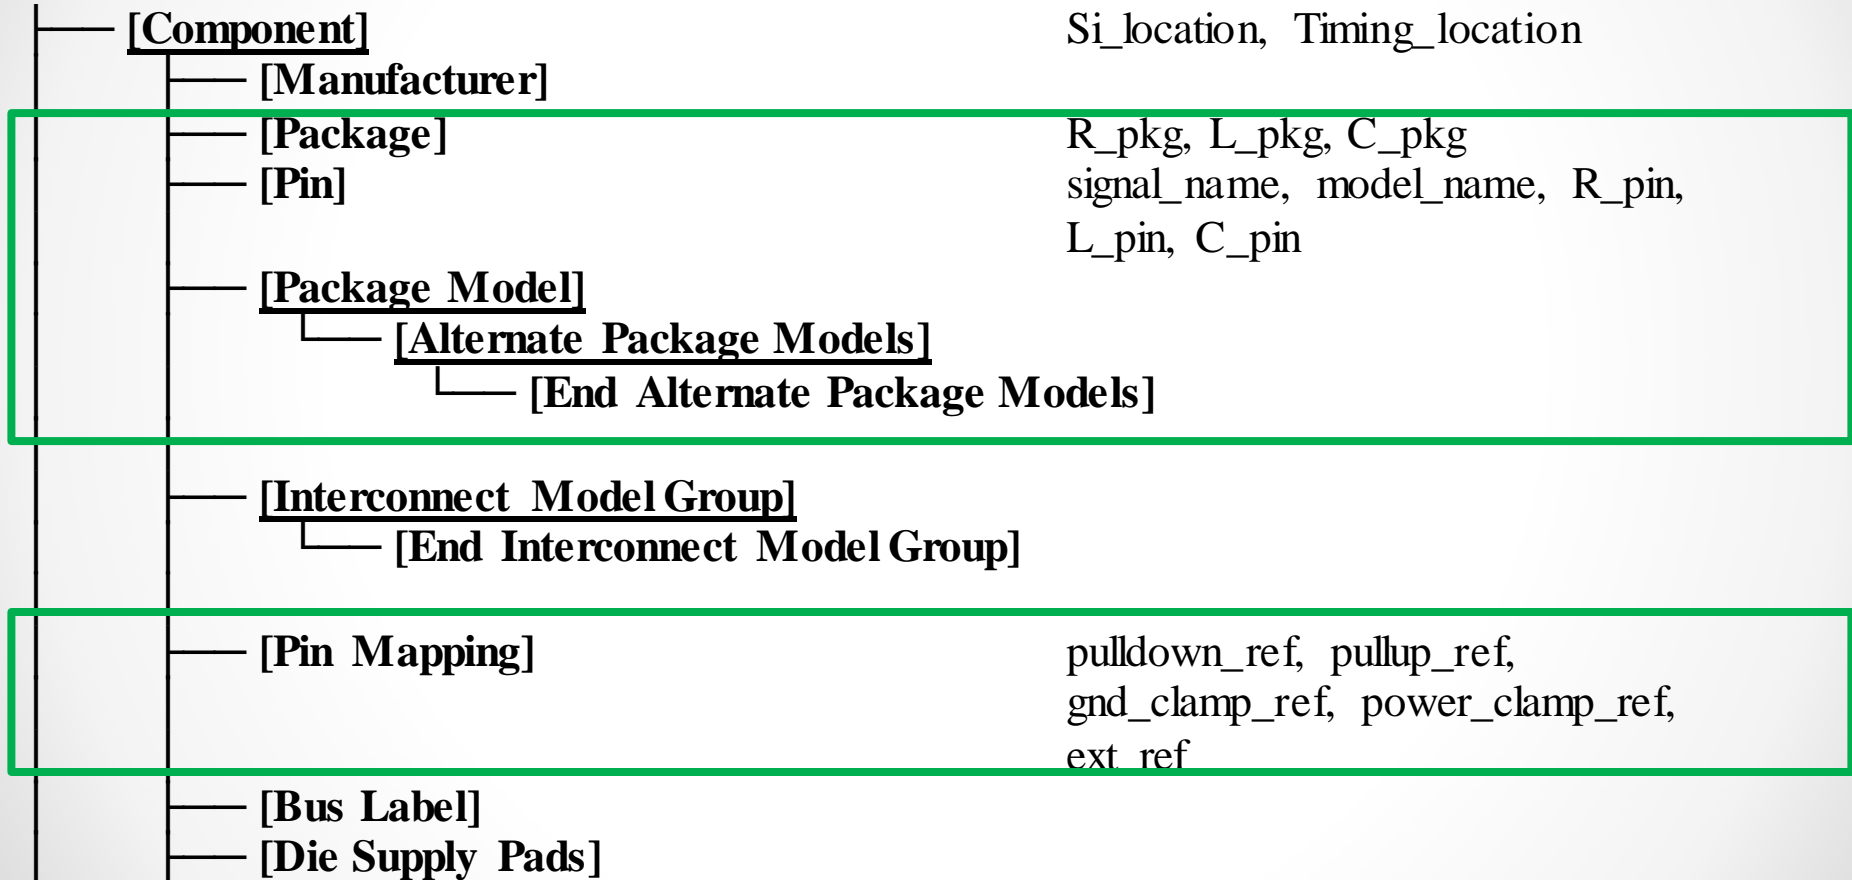 [Component] Si_location, Timing_location
[Manufacturer]
[Package] R_pkg, L_pkg, C_pkg
[Pin] signal_name, model_name, R_pin,
L_pin, C_pin
[Package Model]
[Alternate Package Models]
[End Alternate Package Models]
[Interconnect Model Group]
[End Interconnect Model Group]
[Pin Mapping] pulldown_ref, pullup_ref,
gnd_clamp_ref, power_clamp_ref,
ext_ref
[Bus Label]
[Die Supply Pads]